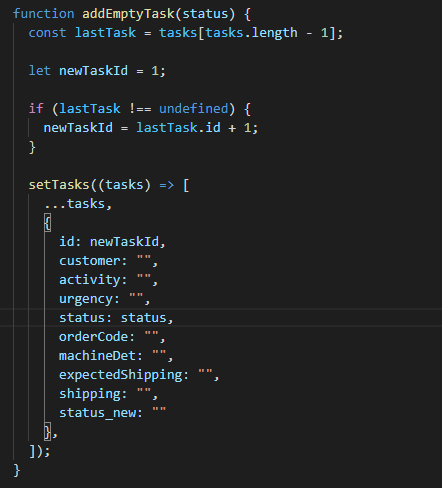 function addEmptyTask(status) {
const lastTask = tasks[tasks.length - 1];
let newTaskId = 1;
if (lastTask !== undefined) {
newTaskId = lastTask.id + 1;
}
setTasks((tasks) => [
...tasks,
{
id: newTaskId,
customer: "",
activity: "",
urgency: "",
status: status,
orderCode: "",
machineDet: "",
expectedShipping: "",
shipping: "",
status_new: ""
},
]);
}